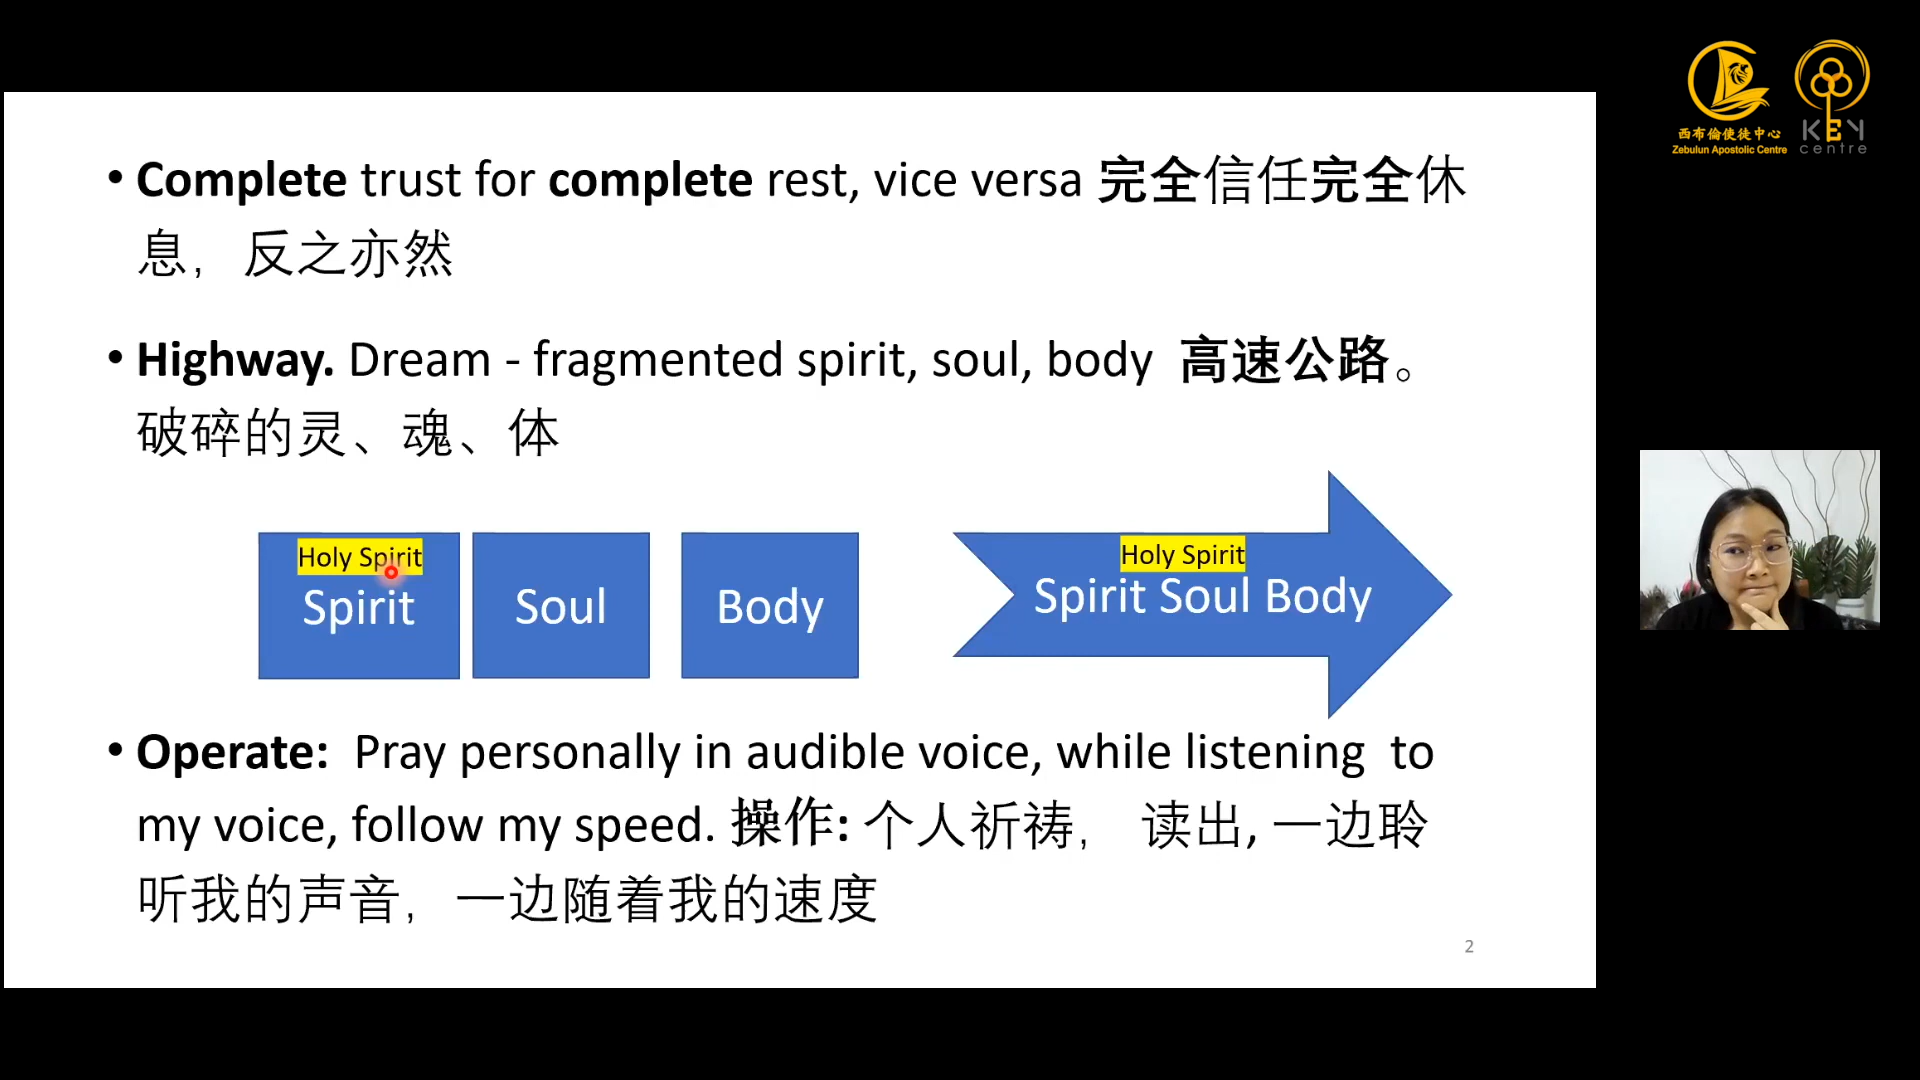 • Complete trust for complete rest, vice versa 完全信任完全休
息，反之亦然
• Highway. Dream - fragmented spirit, soul, body 高速公路。
破碎的灵、魂、体
Holy Spirit
Spirit
Soul
Body
Holy Spirit
Spirit Soul Body
• Operate: Pray personally in audible voice, while listening to
my voice, follow my speed. 操作: 个人祈祷， 读出, 一边聆
听我的声音，一边随着我的速度
2
西布倫使徒中心
Zebulun Apostolic Centre
KEY
centre